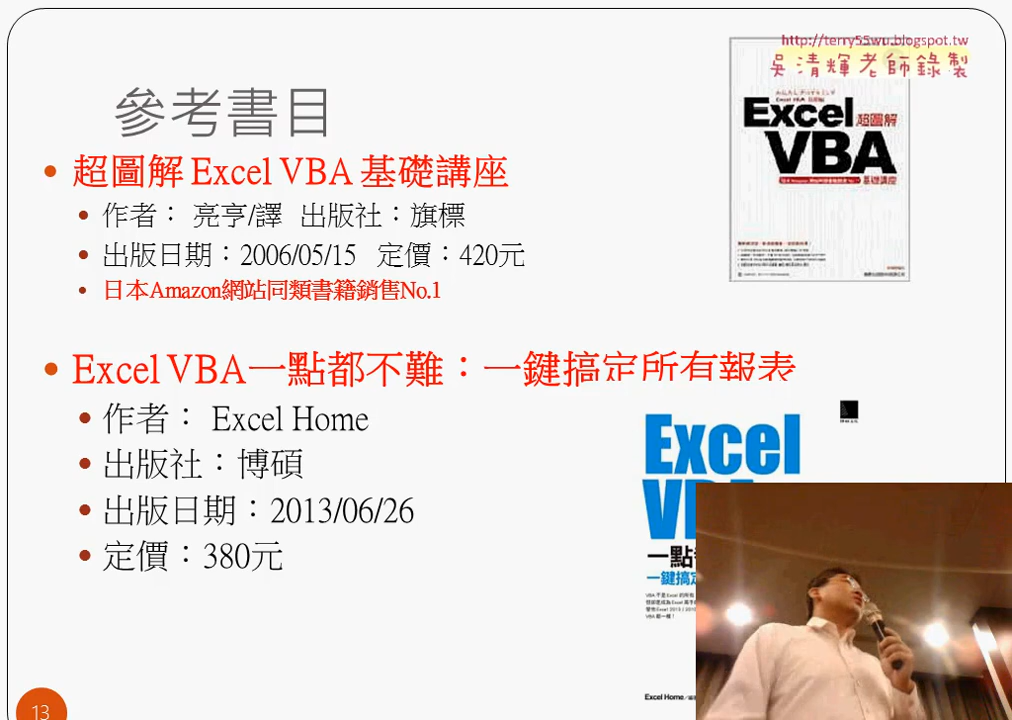 http://terry55wu.blogspot.tw
吳清輝老師錄製
參考書目
超圖解 Excel VBA 基礎講座
作者： 亮亨/譯 出版社：旗標
出版日期：2006/05/15 定價：420元
日本Amazon網站同類書籍銷售No.1
Excel 超圖解
VBA
基礎講座
Excel VBA一點都不難：一鍵搞定所有報表
作者： Excel Home
出版社：博碩
出版日期：2013/06/26
定價：380元
Excel
VBA
一點
一鍵搞定
Excel Home
13